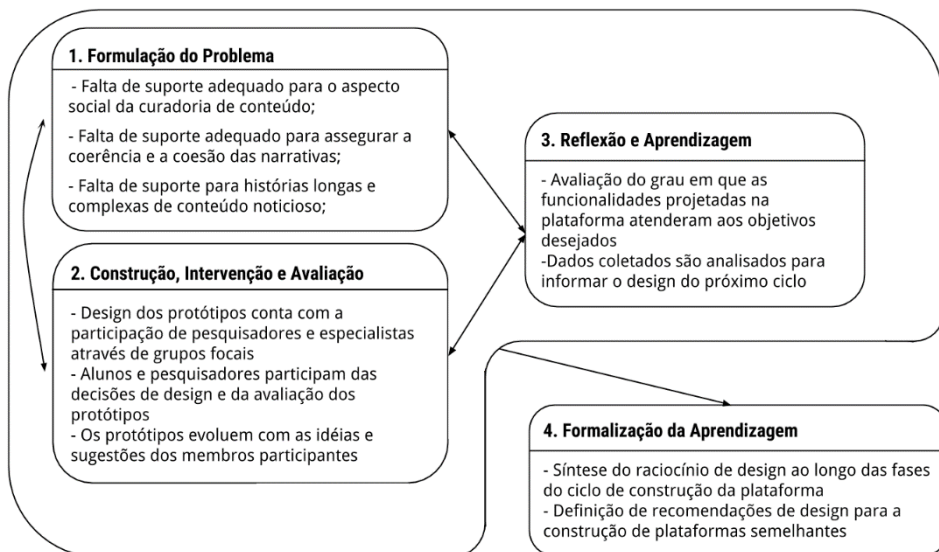 1. Formulação do Problema
- Falta de suporte adequado para o aspecto
social da curadoria de conteúdo;
- Falta de suporte adequado para assegurar a
coerência e a coesão das narrativas;
- Falta de suporte para histórias longas e
complexas de conteúdo noticioso;
2. Construção, Intervenção e Avaliação
- Design dos protótipos conta com a
participação de pesquisadores e especialistas
através de grupos focais
- Alunos e pesquisadores participam das
decisões de design e da avaliação dos
protótipos
- Os protótipos evoluem com as idéias e
sugestões dos membros participantes
3. Reflexão e Aprendizagem
- Avaliação do grau em que as
funcionalidades projetadas na
plataforma atenderam aos objetivos
desejados
-Dados coletados são analisados para
informar o design do próximo ciclo
4. Formalização da Aprendizagem
- Síntese do raciocínio de design ao longo das fases
do ciclo de construção da plataforma
- Definição de recomendações de design para a
construção de plataformas semelhantes